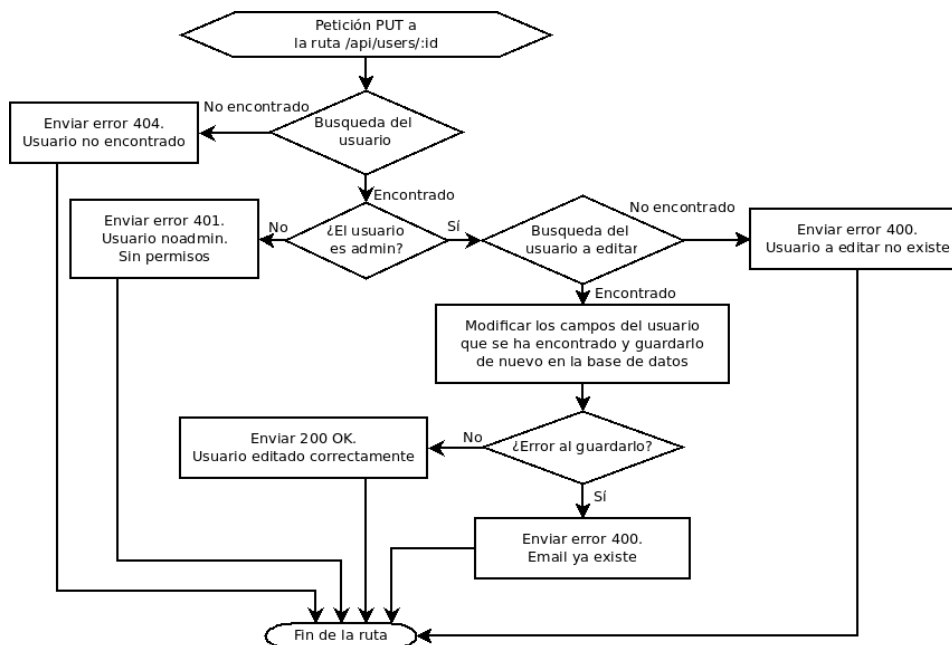 Petición PUT a
la ruta /api/users/:id
No encontrado
Enviar error 404.
Usuario no encontrado
Busqueda del
usuario
Encontrado
Enviar error 401.
Usuario noadmin.
Sin permisos
No
¿El usuario
es admin?
Sí
Busqueda del
usuario a editar
No encontrado
Enviar error 400.
Usuario a editar no existe
Encontrado
Modificar los campos del usuario
que se ha encontrado y guardarlo
de nuevo en la base de datos
Enviar 200 OK.
Usuario editado correctamente
No
¿Error al guardarlo?
Sí
Enviar error 400.
Email ya existe
Fin de la ruta